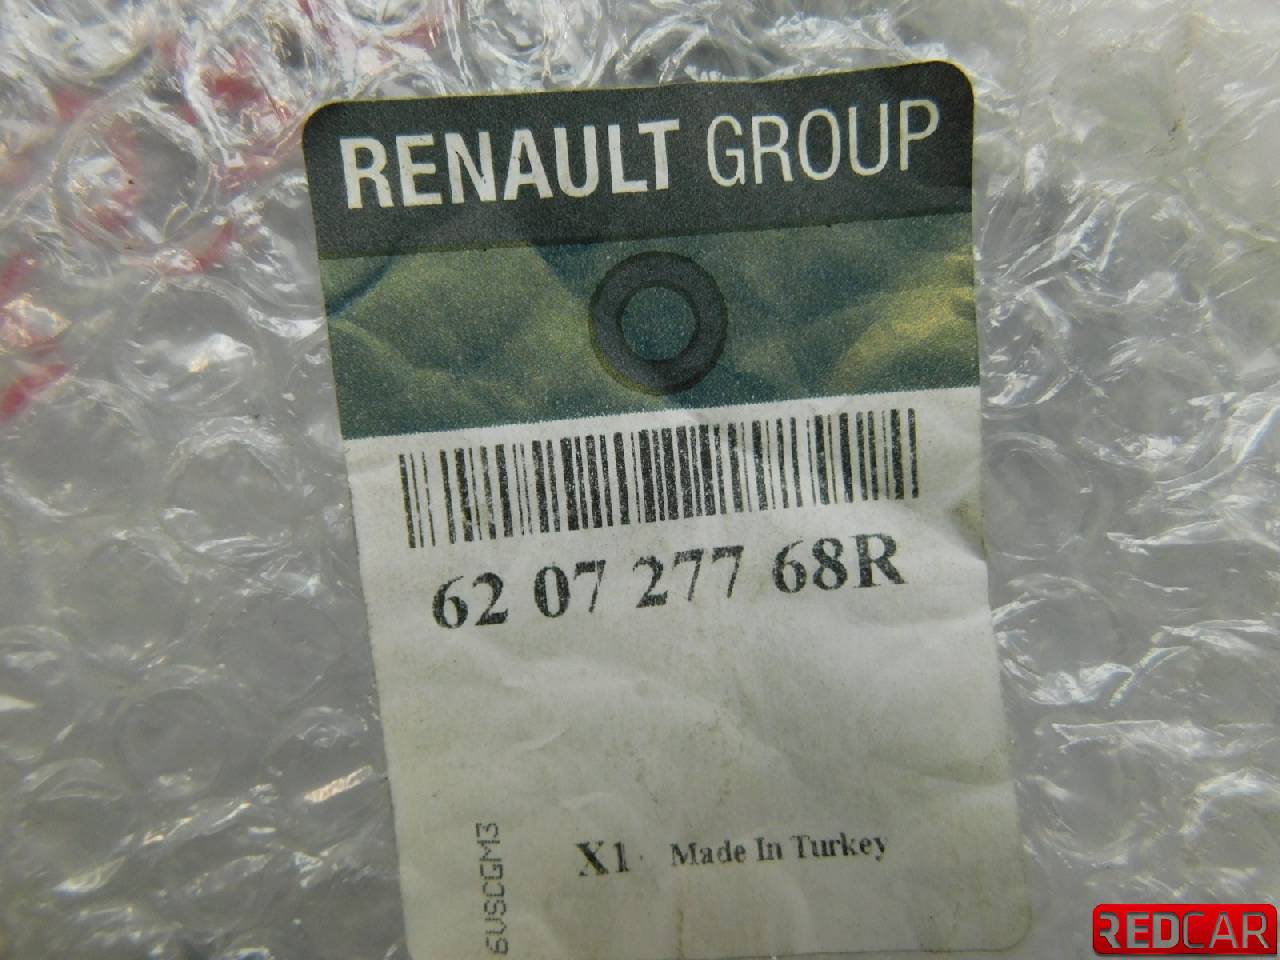 RENAULT GROUP
62 07 277 68R
X1 Made In Turkey
6USCGM3
REDCAR